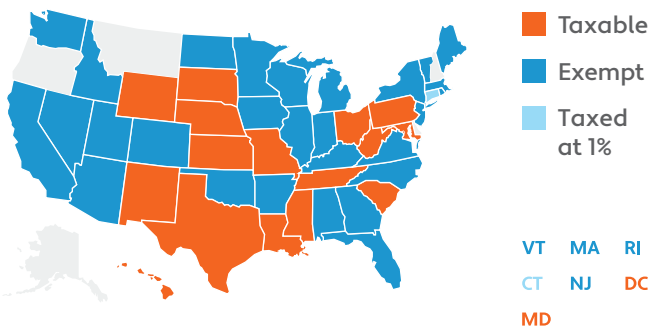 Taxable
Exempt
Taxed
at 1%
VT MA RI
CT NJ DC
MD